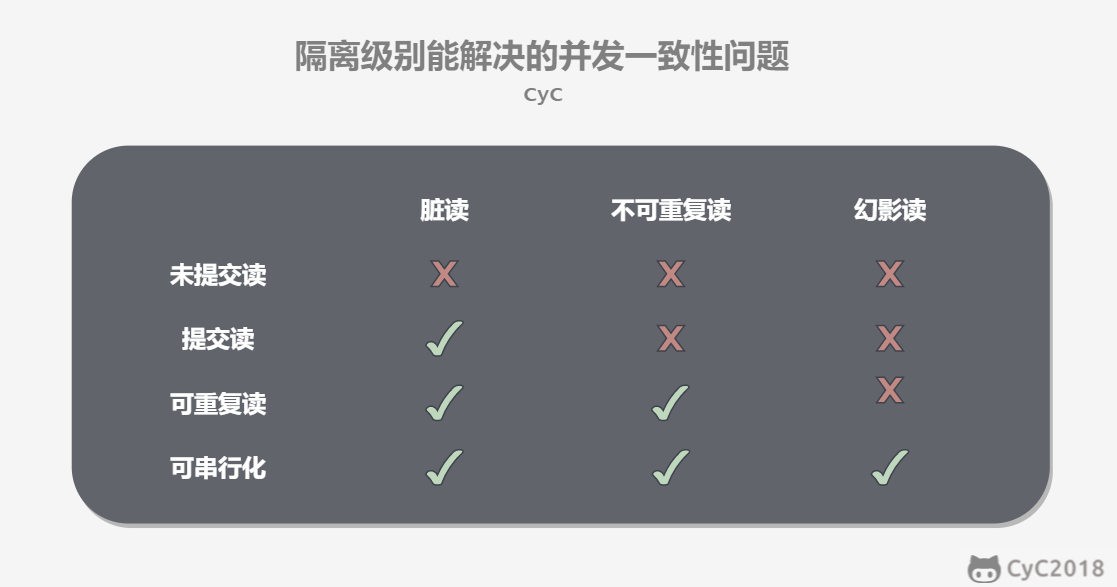 隔离级别能解决的并发一致性问题
CyC
脏读 不可重复读 幻影读
未提交读 X X X
提交读 ✓ X X
可重复读 ✓ ✓ X
可串行化 ✓ ✓ ✓
CyC2018